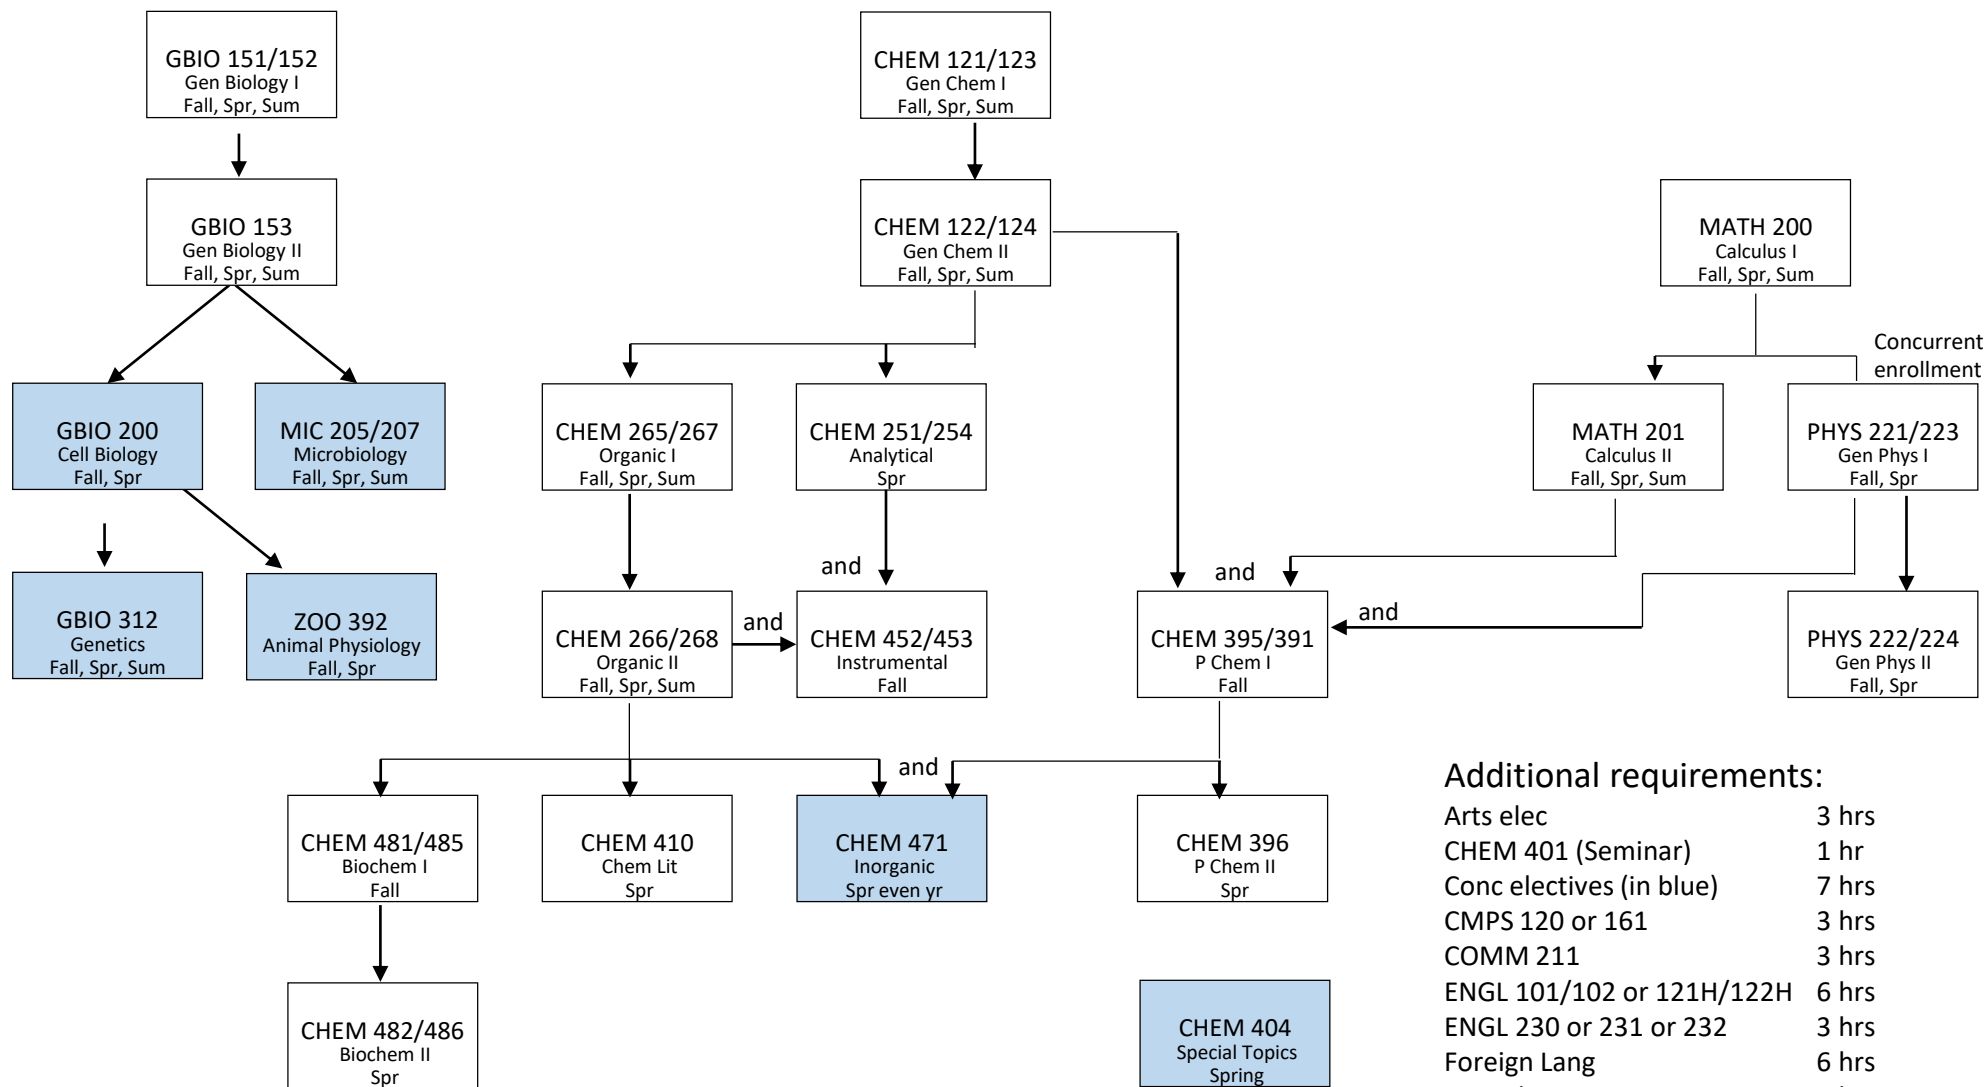 GBIO 151/152
Gen Biology I
Fall, Spr, Sum
CHEM 121/123
Gen Chem I
Fall, Spr, Sum
GBIO 153
Gen Biology II
Fall, Spr, Sum
CHEM 122/124
Gen Chem II
Fall, Spr, Sum
MATH 200
Calculus I
Fall, Spr, Sum
Concurrent
enrollment
GBIO 200
Cell Biology
Fall, Spr
MIC 205/207
Microbiology
Fall, Spr, Sum
CHEM 265/267
Organic I
Fall, Spr, Sum
CHEM 251/254
Analytical
Spr
MATH 201
Calculus II
Fall, Spr, Sum
PHYS 221/223
Gen Phys I
Fall, Spr
and
and
and
and
GBIO 312
Genetics
Fall, Spr, Sum
ZOO 392
Animal Physiology
Fall, Spr
CHEM 266/268
Organic II
Fall, Spr, Sum
CHEM 452/453
Instrumental
Fall
CHEM 395/391
P Chem I
Fall
PHYS 222/224
Gen Phys II
Fall, Spr
and
CHEM 481/485
Biochem I
Fall
CHEM 410
Chem Lit
Spr
CHEM 471
Inorganic
Spr even yr
CHEM 396
P Chem II
Spr
CHEM 482/486
Biochem II
Spr
CHEM 404
Special Topics
Spring
Additional requirements:
Arts elec 3 hrs
CHEM 401 (Seminar) 1 hr
Conc electives (in blue) 7 hrs
CMPS 120 or 161 3 hrs
COMM 211 3 hrs
ENGL 101/102 or 121H/122H 6 hrs
ENGL 230 or 231 or 232 3 hrs
Foreign Lang 6 hrs